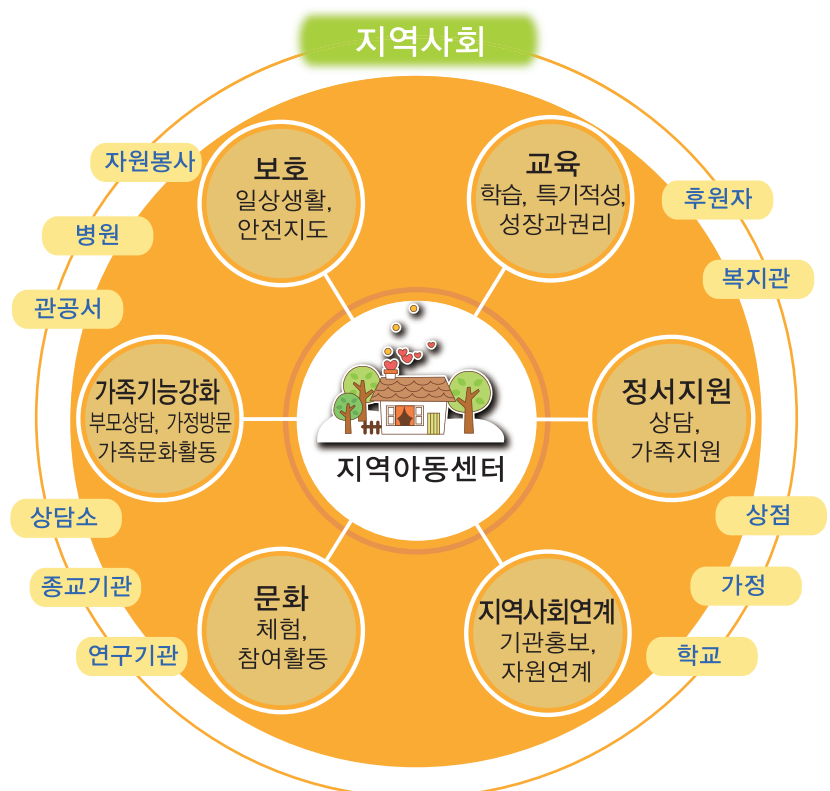 지역사회
자원봉사
병원
관공서
보호
일상생활,
안전지도
교육
학습, 특기적성,
성장과권리
후원자
복지관
가족기능강화
부모상담, 가정방문
가족문화활동
지역아동센터
정서지원
상담,
가족지원
상담소
종교기관
연구기관
문화
체험,
참여활동
지역사회연계
기관홍보,
자원연계
상점
가정
학교